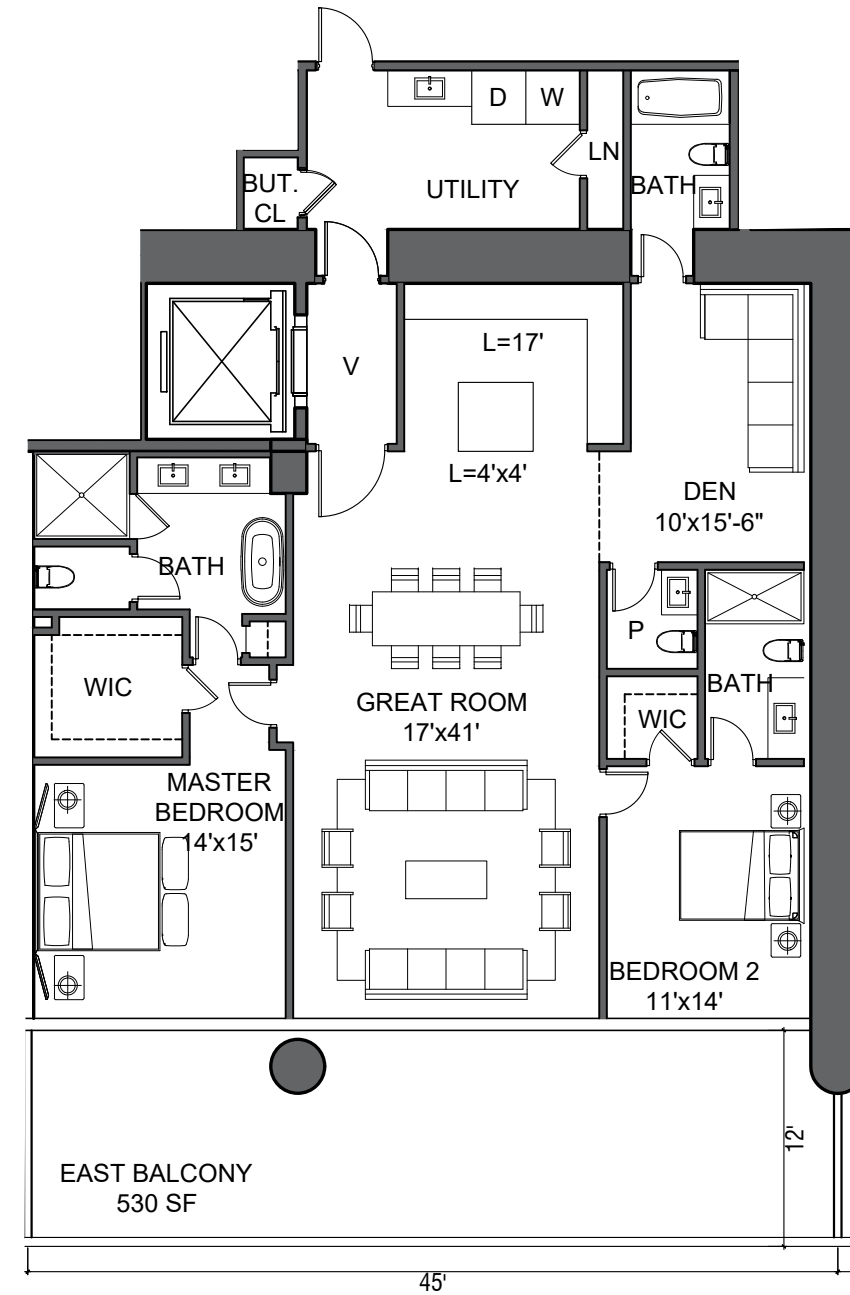 D
W
LN
BUT.
CL
UTILITY
BATH
L=17'
V
L=4'x4'
DEN
10'x15'-6"
BATH
P
WIC
GREAT ROOM
17'x41'
BATH
WIC
MASTER
BEDROOM
14'x15'
BEDROOM 2
11'x14'
12'
EAST BALCONY
530 SF
45'